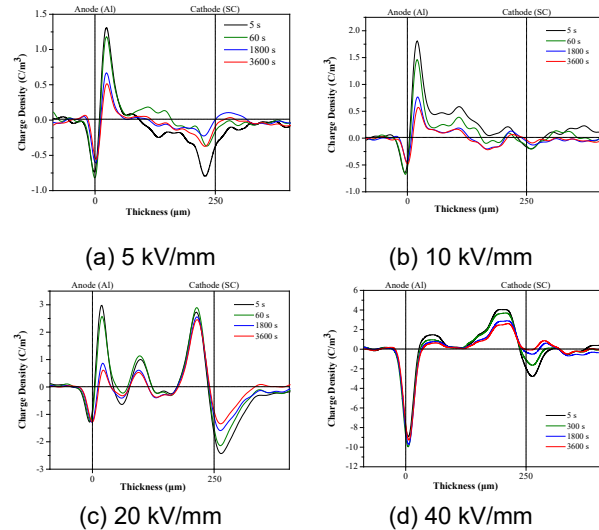 Anode (Al) Cathode (SC)
5 s
60 s
1800 s
3600 s
Charge Density (C/m³)
1.5
1.0
0.5
0.0
-0.5
-1.0
0 250
Thickness (µm)
(a) 5 kV/mm
Anode (Al) Cathode (SC)
5 s
60 s
1800 s
3600 s
Charge Density (C/m³)
2.0
1.5
1.0
0.5
0.0
-0.5
-1.0
0 250
Thickness (µm)
(b) 10 kV/mm
Anode (Al) Cathode (SC)
5 s
60 s
1800 s
3600 s
Charge Density (C/m³)
3
2
1
0
-1
-2
-3
0 250
Thickness (µm)
(c) 20 kV/mm
Anode (Al) Cathode (SC)
5 s
300 s
1800 s
3600 s
Charge Density (C/m³)
6
4
2
0
-2
-4
-6
-8
-10
-12
0 250
Thickness (µm)
(d) 40 kV/mm